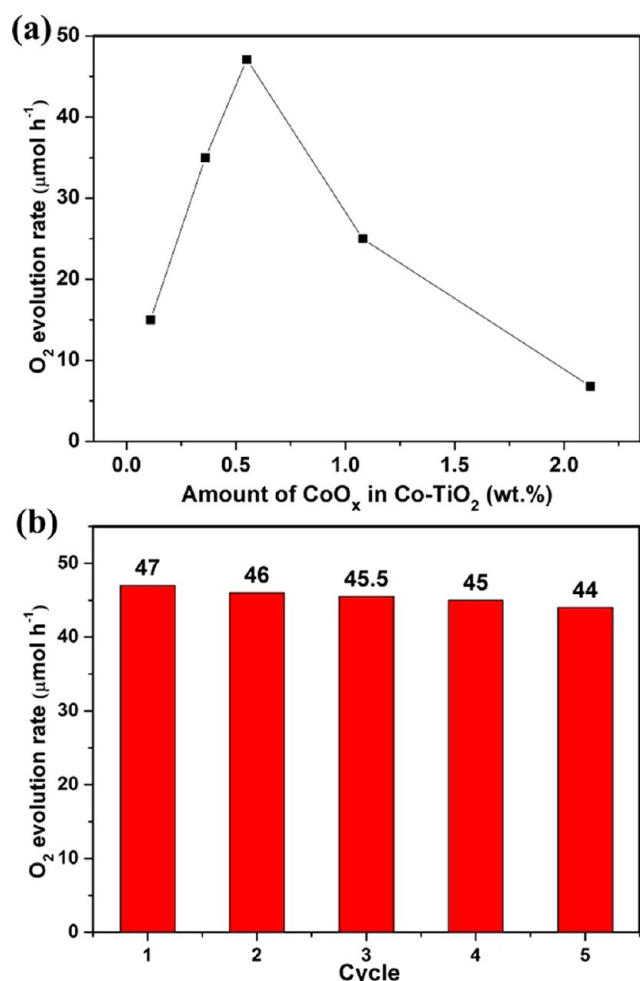 (a)
50
40
30
20
10
0
O₂ evolution rate (μmol h⁻¹)
0.0 0.5 1.0 1.5 2.0
Amount of CoOₓ in Co-TiO₂ (wt.%)
(b)
50
40
30
20
10
0
O₂ evolution rate (μmol h⁻¹)
47 46 45.5 45 44
1 2 3 4 5
Cycle